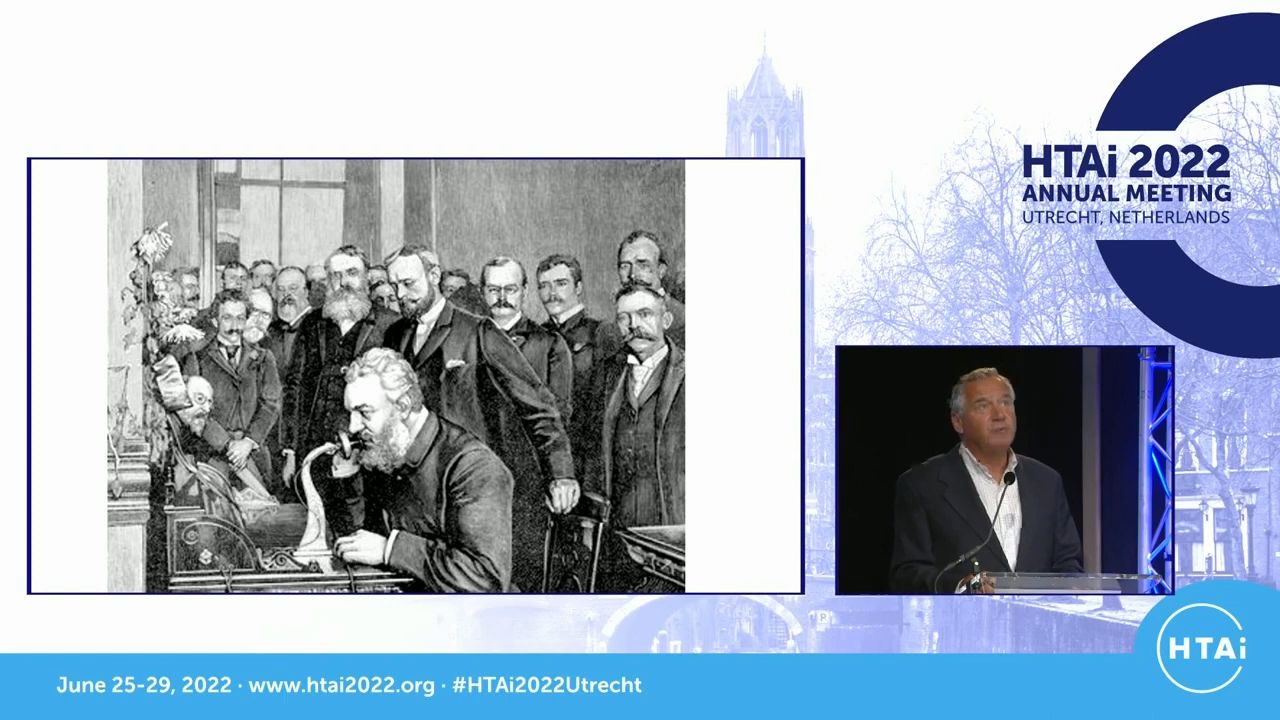 HTAi 2022
ANNUAL MEETING
UTRECHT, NETHERLANDS
HTAi
June 25-29, 2022 · www.htai2022.org · #HTAi2022Utrecht